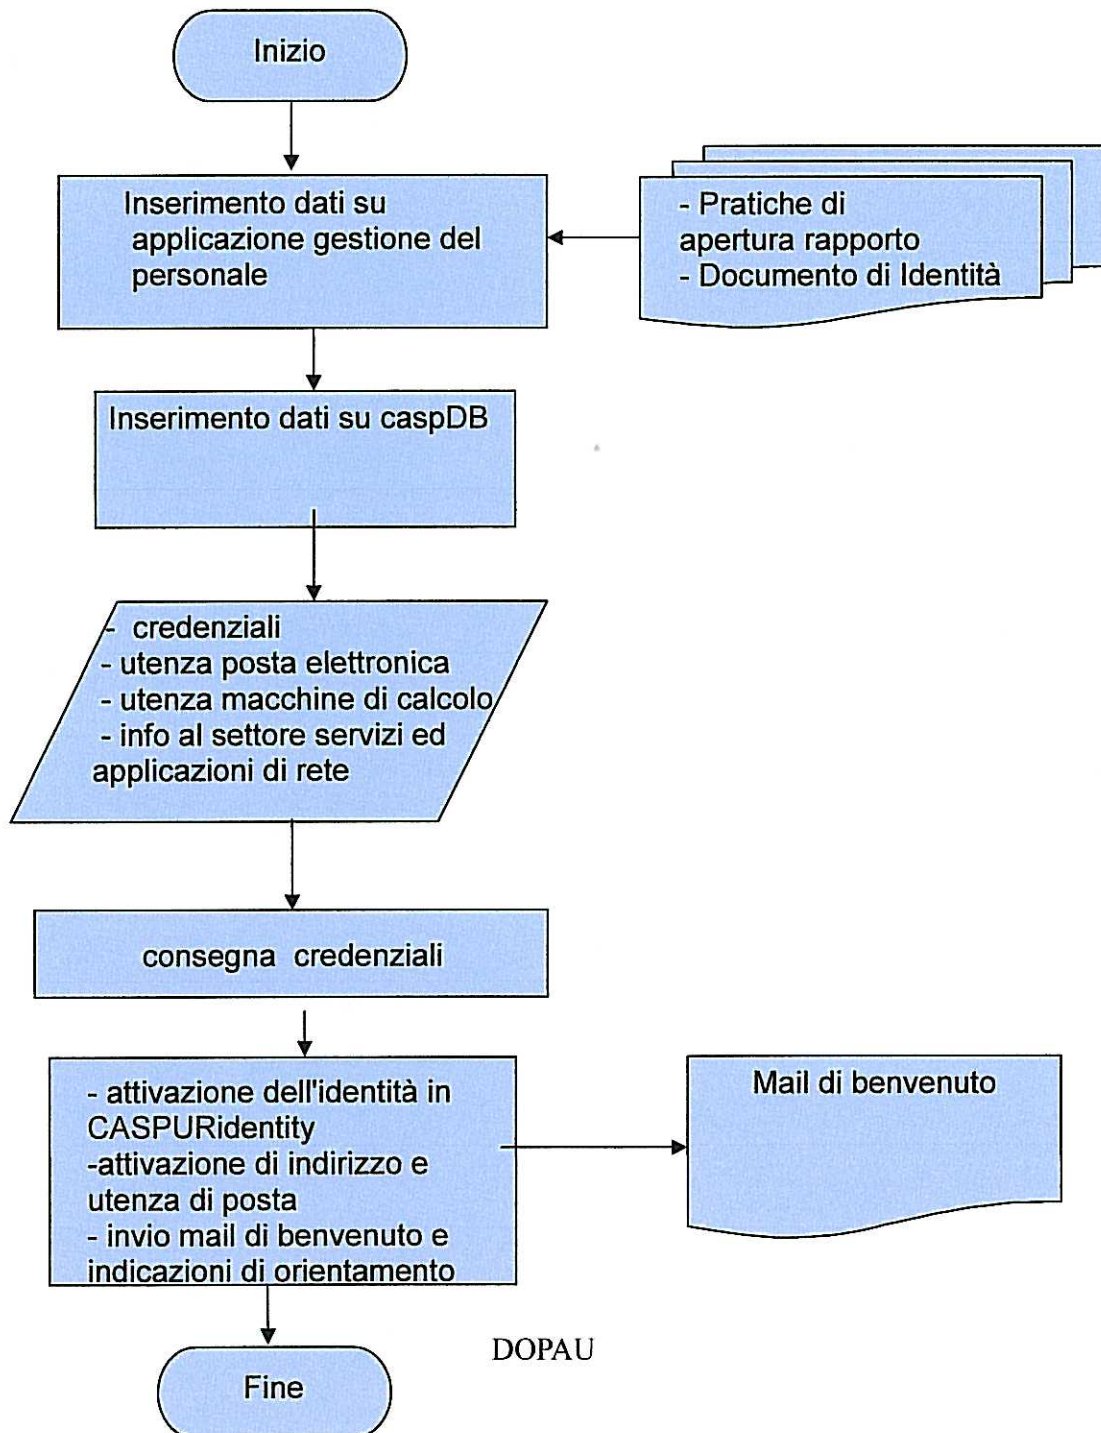 Inizio
Inserimento dati su
applicazione gestione del
personale
- Pratiche di
apertura rapporto
- Documento di Identità
Inserimento dati su caspDB
- credenziali
- utenza posta elettronica
- utenza macchine di calcolo
- info al settore servizi ed
applicazioni di rete
consegna credenziali
- attivazione dell'identità in
CASPURidentity
-attivazione di indirizzo e
utenza di posta
- invio mail di benvenuto e
indicazioni di orientamento
Mail di benvenuto
DOPAU
Fine